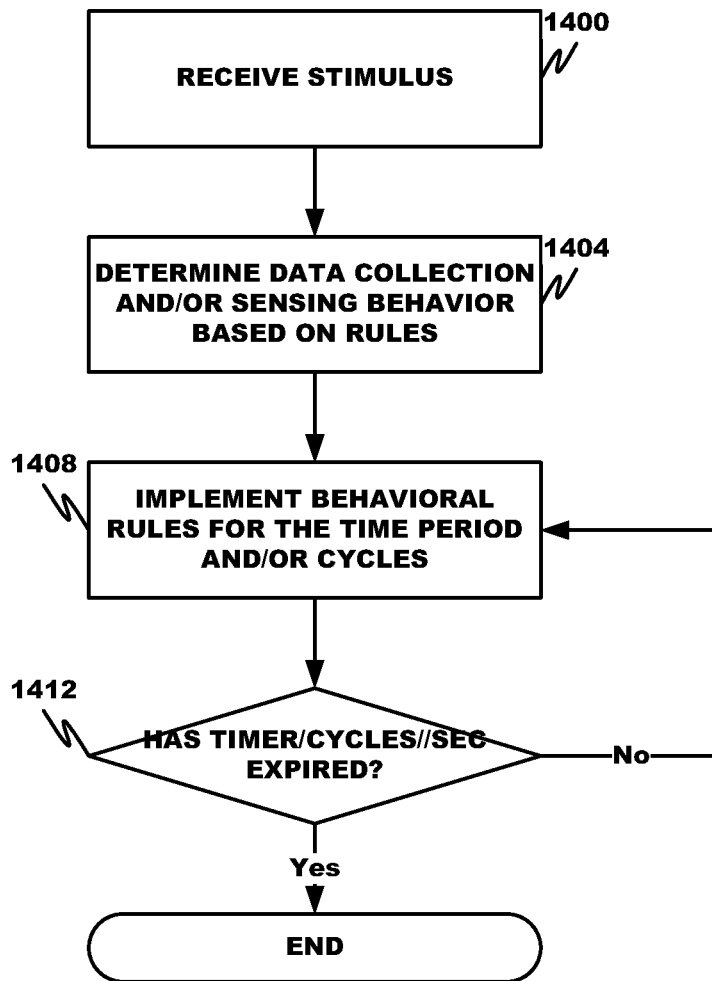 1400
RECEIVE STIMULUS
1404
DETERMINE DATA COLLECTION
AND/OR SENSING BEHAVIOR
BASED ON RULES
1408
IMPLEMENT BEHAVIORAL
RULES FOR THE TIME PERIOD
AND/OR CYCLES
1412
HAS TIMER/CYCLES//SEC
EXPIRED?
No
Yes
END